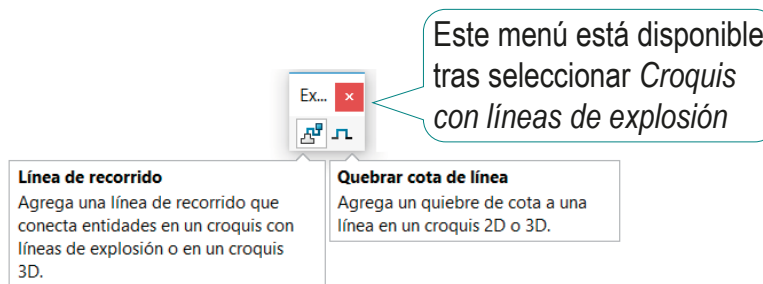 Este menú está disponible
tras seleccionar Croquis
con líneas de explosión
Ex...
Línea de recorrido
Agrega una línea de recorrido que
conecta entidades en un croquis con
líneas de explosión o en un croquis
3D.
Quebrar cota de línea
Agrega un quiebre de cota a una
línea en un croquis 2D o 3D.